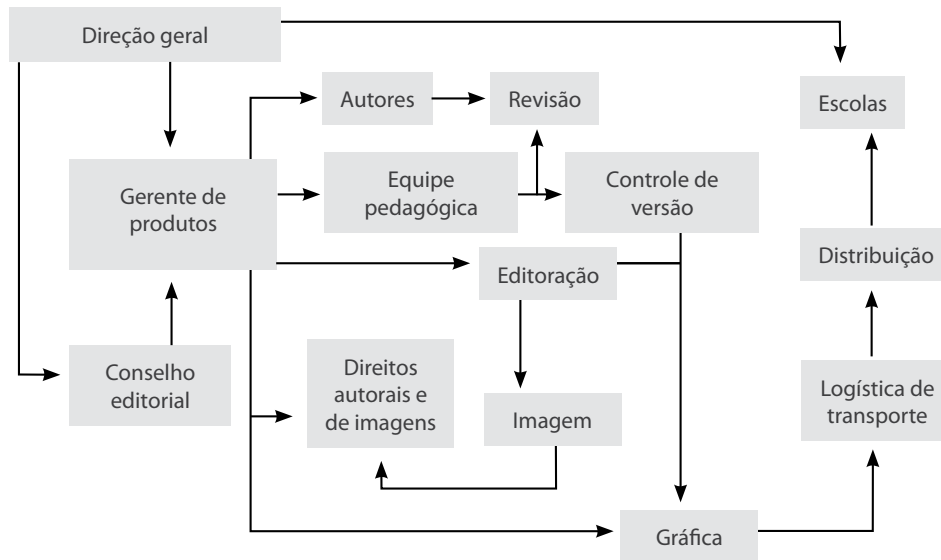 Direção geral
Autores
Revisão
Escolas
Gerente de
produtos
Equipe
pedagógica
Controle de
versão
Editoração
Distribuição
Conselho
editorial
Direitos
autorais e
de imagens
Imagem
Logística de
transporte
Gráfica